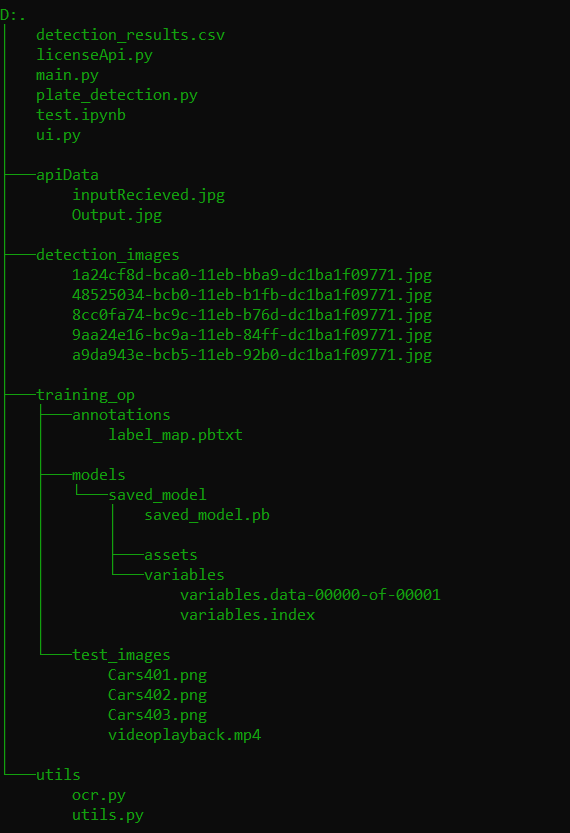 D:.
detection_results.csv
licenseApi.py
main.py
plate_detection.py
test.ipynb
ui.py
apiData
inputRecieved.jpg
Output.jpg
detection_images
1a24cf8d-bca0-11eb-bba9-dc1ba1f09771.jpg
48525034-bcb0-11eb-b1fb-dc1ba1f09771.jpg
8cc0fa74-bc9c-11eb-b76d-dc1ba1f09771.jpg
9aa24e16-bc9a-11eb-84ff-dc1ba1f09771.jpg
a9da943e-bcb5-11eb-92b0-dc1ba1f09771.jpg
training_op
annotations
label_map.pbtxt
models
saved_model
saved_model.pb
assets
variables
variables.data-00000-of-00001
variables.index
test_images
Cars401.png
Cars402.png
Cars403.png
videoplayback.mp4
utils
ocr.py
utils.py